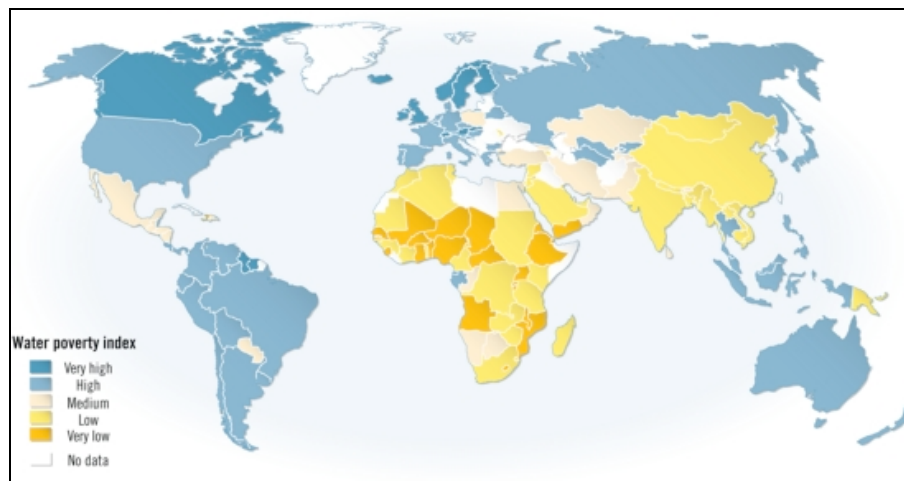 Water poverty index
Very high
High
Medium
Low
Very low
No data